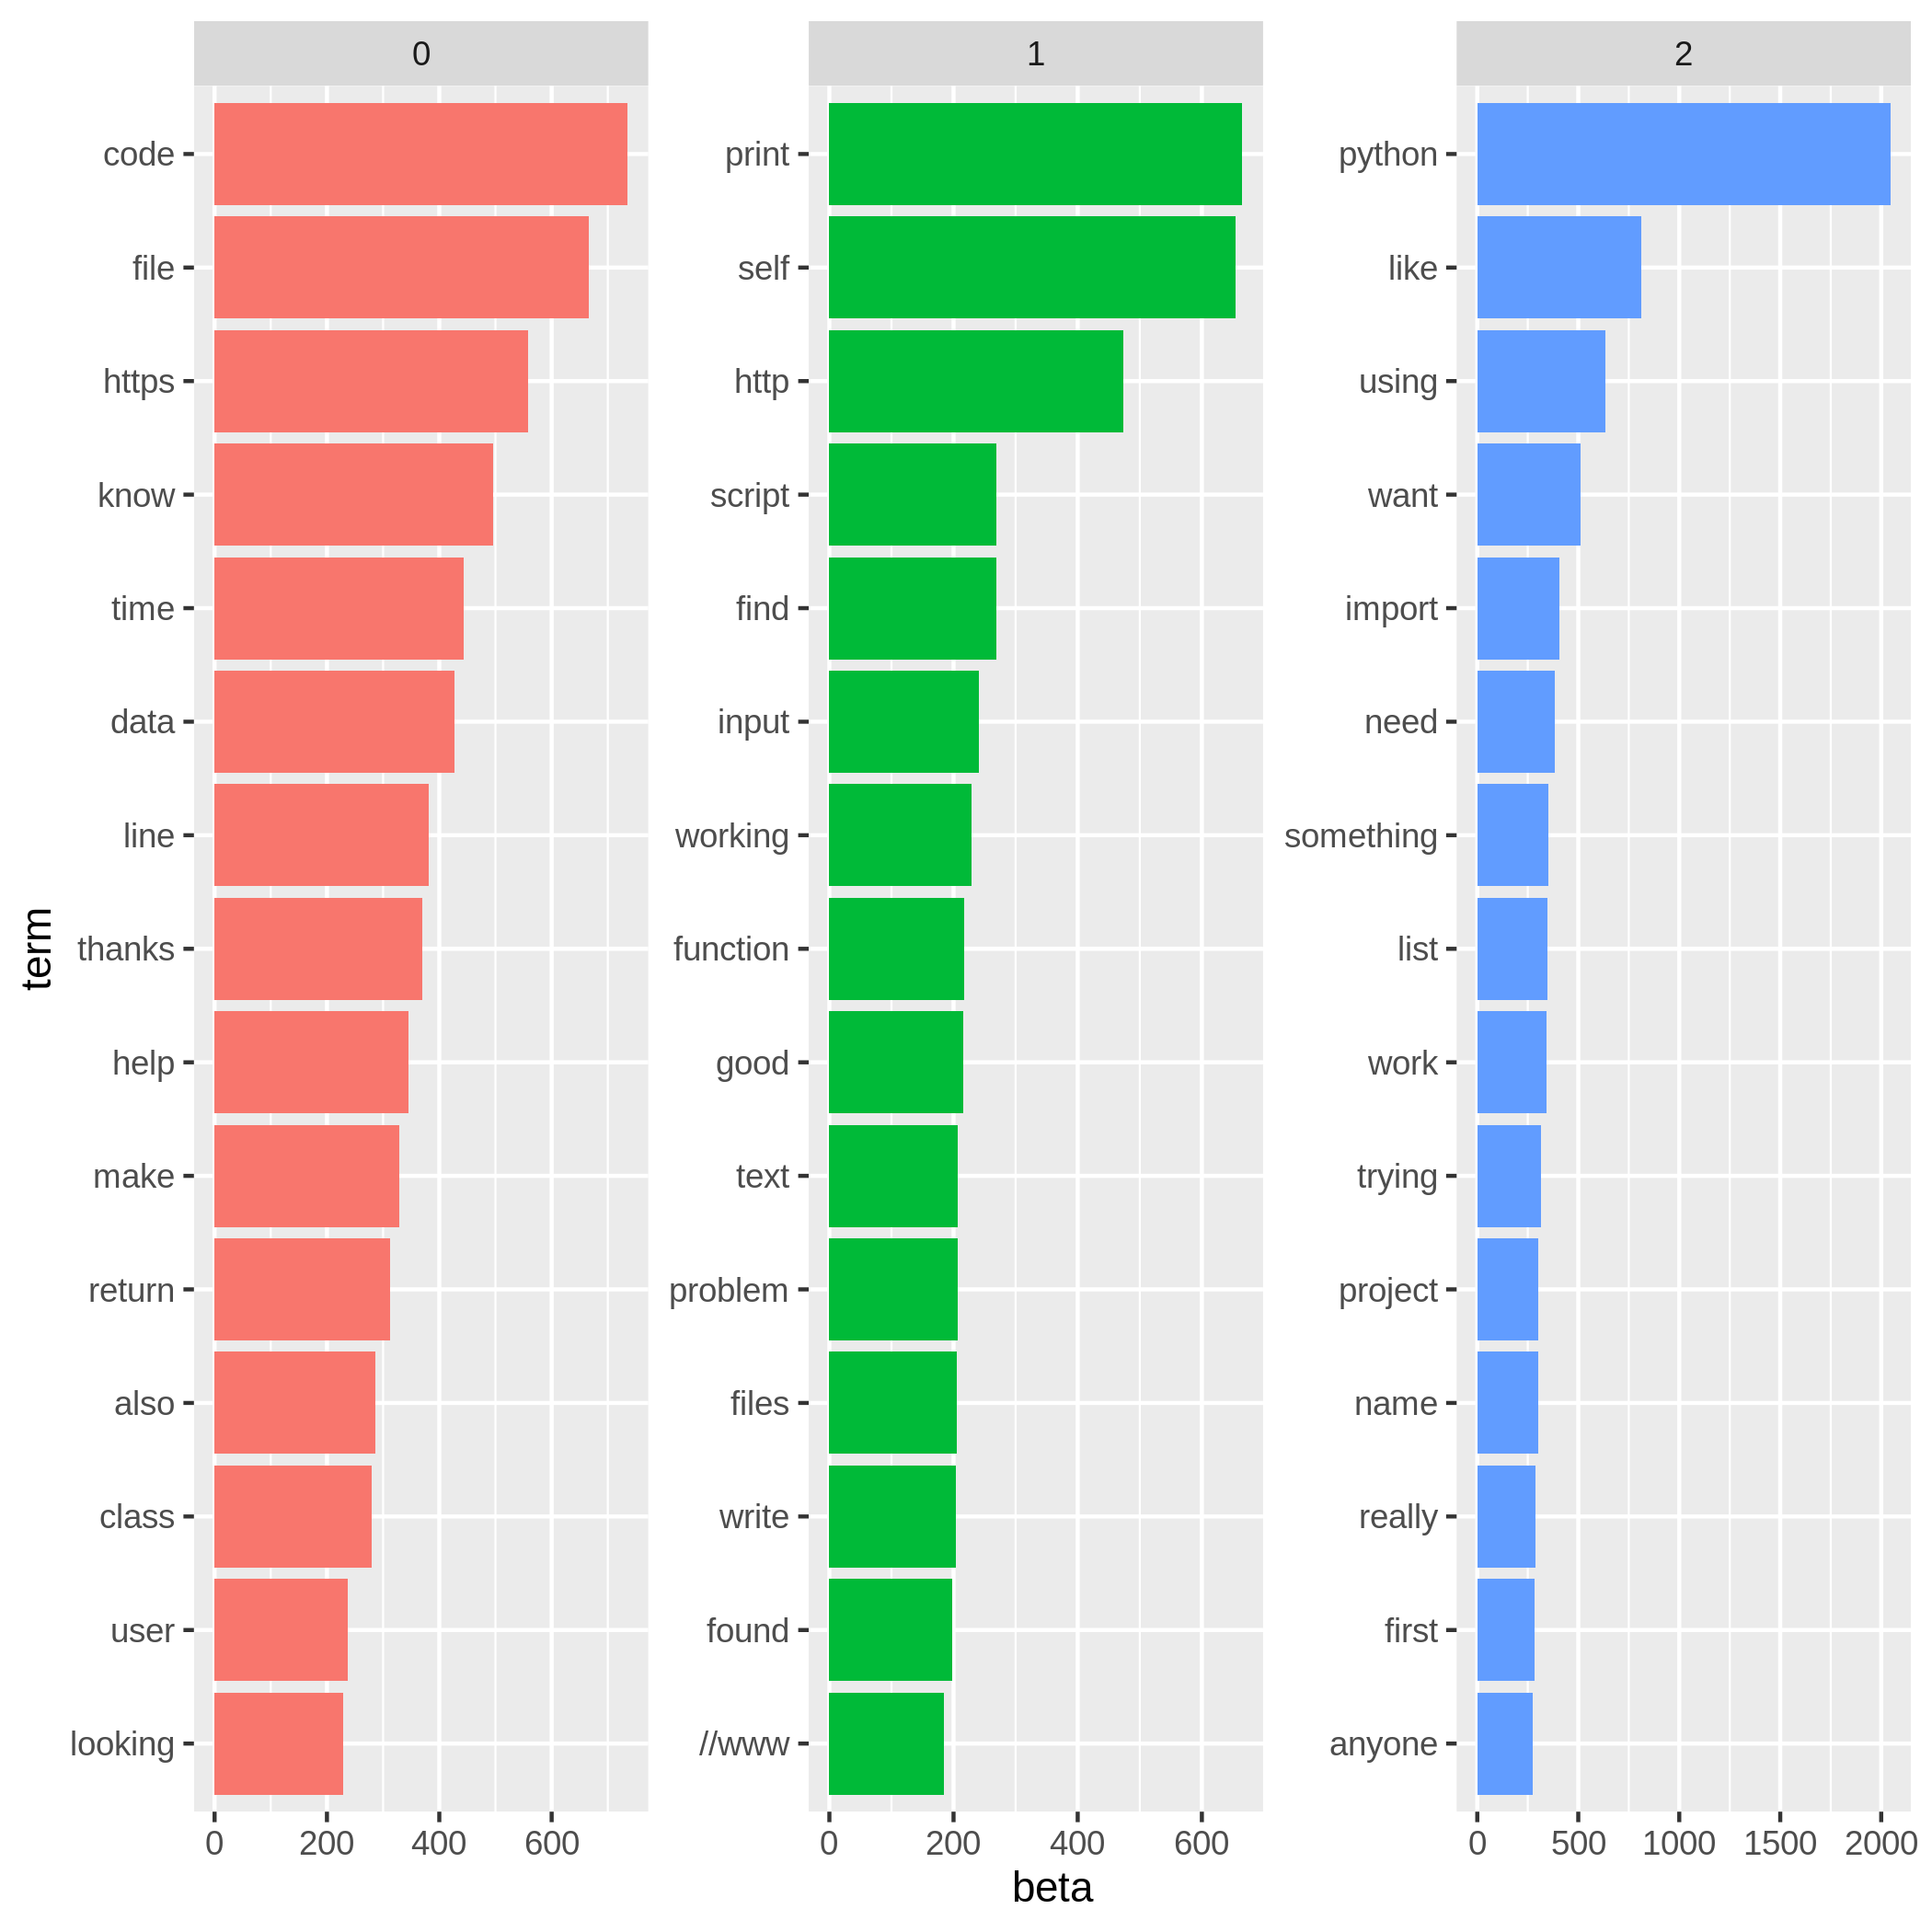 0
1
2
term
code
file
https
know
time
data
line
thanks
help
make
return
also
class
user
looking
0 200 400 600
print
self
http
script
find
input
working
function
good
text
problem
files
write
found
//www
0 200 400 600
python
like
using
want
import
need
something
list
work
trying
project
name
really
first
anyone
0 500 1000 1500 2000
beta